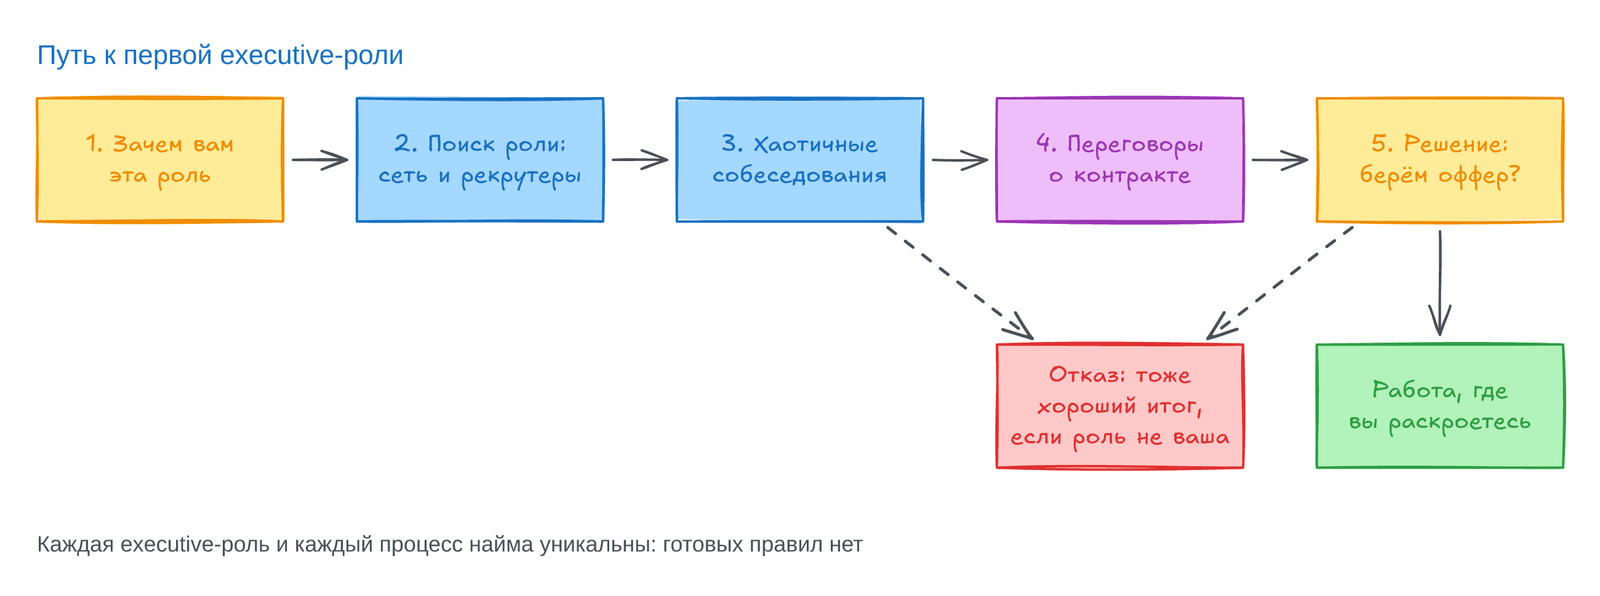 Путь к первой executive-роли
1. Зачем вам
эта роль
2. Поиск роли:
сеть и рекрутеры
3. Хаотичные
собеседования
4. Переговоры
о контракте
5. Решение:
берём оффер?
Отказ: тоже
хороший итог,
если роль не ваша
Работа, где
вы раскроетесь
Каждая executive-роль и каждый процесс найма уникальны: готовых правил нет